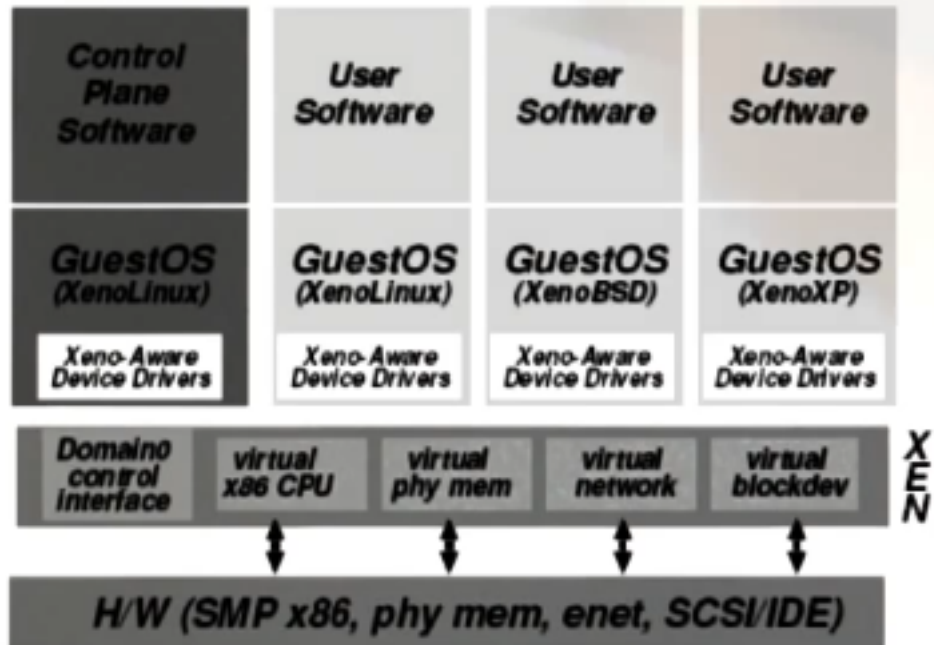 Control
Plane
Software
User
Software
User
Software
User
Software
GuestOS
(XenoLinux)
Xeno-Aware
Device Drivers
GuestOS
(XenoLinux)
Xeno-Aware
Device Drivers
GuestOS
(XenoBSD)
Xeno-Aware
Device Drivers
GuestOS
(XenoXP)
Xeno-Aware
Device Drivers
Domain0
control
interface
virtual
x86 CPU
virtual
phy mem
virtual
network
virtual
blockdev
XEN
H/W (SMP x86, phy mem, enet, SCSI/IDE)